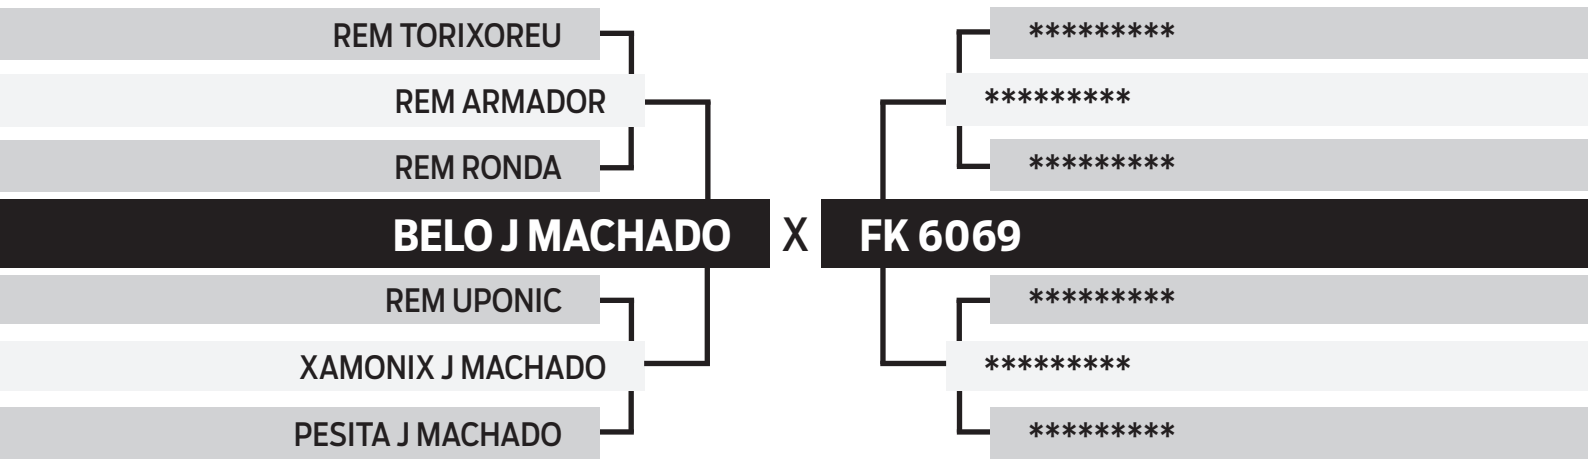 REM TORIXOREU
*********
REM ARMADOR
*********
REM RONDA
*********
BELO J MACHADO X FK 6069
REM UPONIC
*********
XAMONIX J MACHADO
*********
PESITA J MACHADO
*********